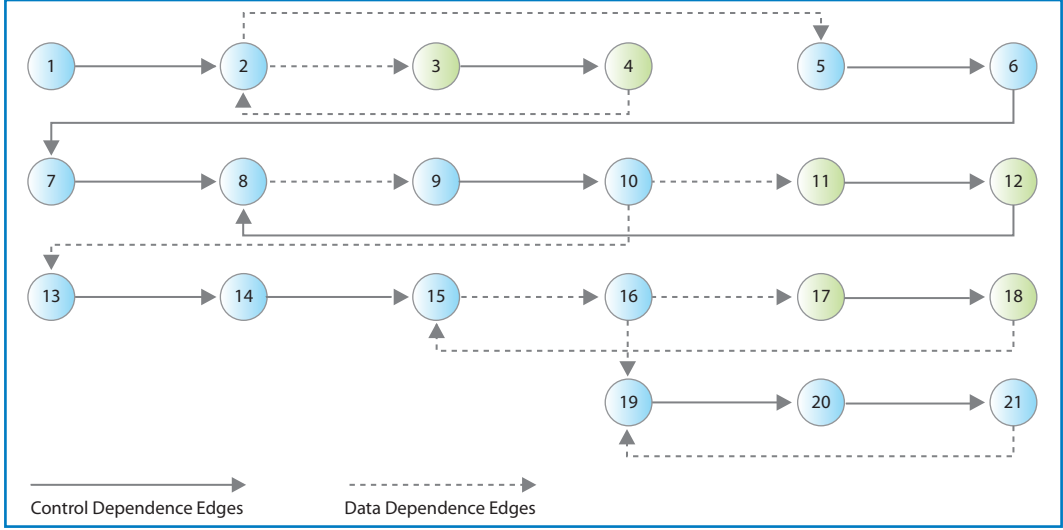 1 2 3 4 5 6
7 8 9 10 11 12
13 14 15 16 17 18
19 20 21
Control Dependence Edges Data Dependence Edges